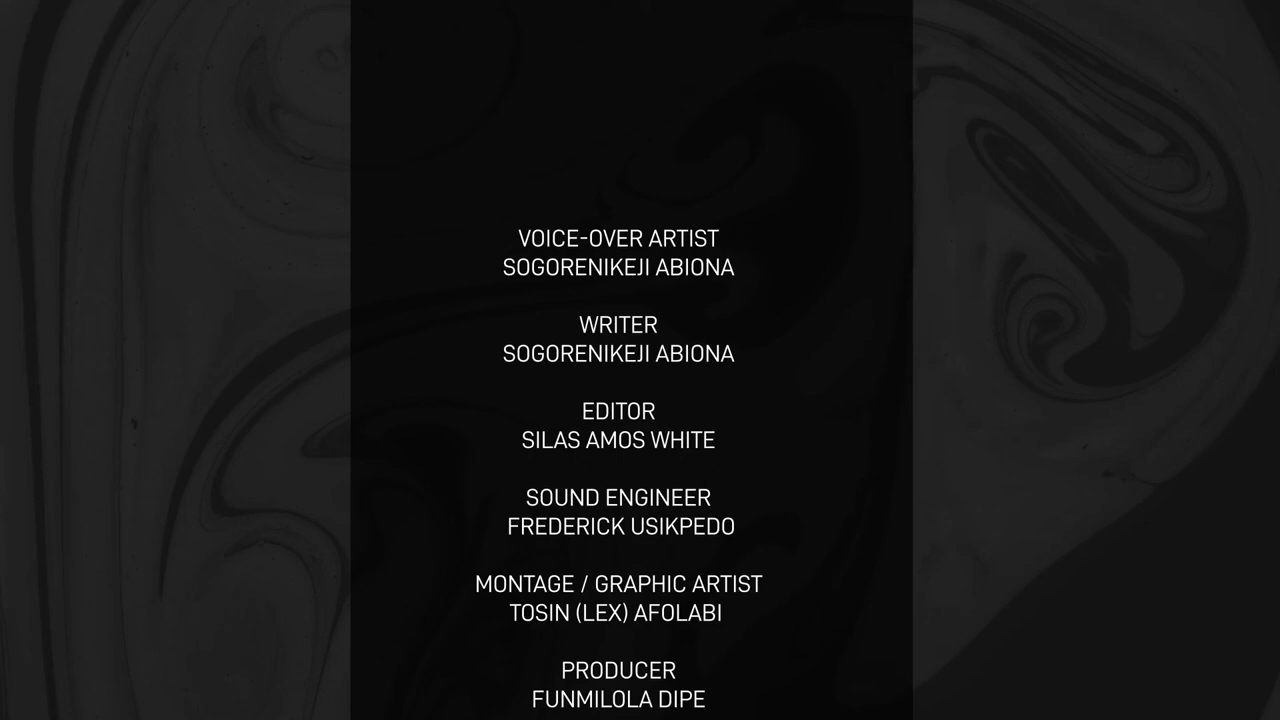 VOICE-OVER ARTIST
SOGORENIKEJI ABIONA
WRITER
SOGORENIKEJI ABIONA
EDITOR
SILAS AMOS WHITE
SOUND ENGINEER
FREDERICK USIKPEDO
MONTAGE / GRAPHIC ARTIST
TOSIN (LEX) AFOLABI
PRODUCER
FUNMILOLA DIPE